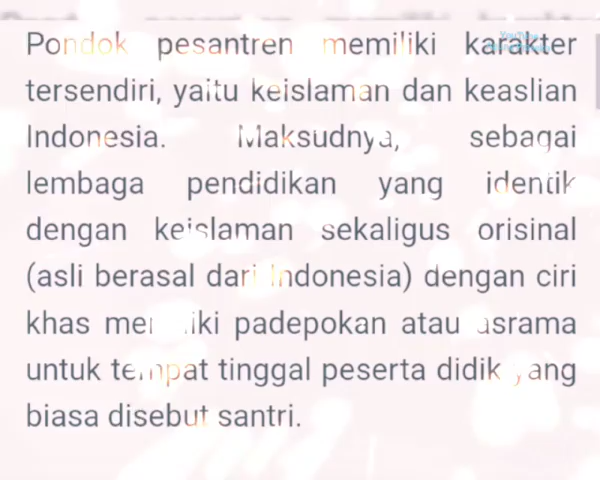 Pondok pesantren memiliki karakter
tersendiri, yaitu keislaman dan keaslian
Indonesia. Maksudnya, sebagai
lembaga pendidikan yang identik
dengan keislaman sekaligus orisinal
(asli berasal dari Indonesia) dengan ciri
khas memiliki padepokan atau asrama
untuk tempat tinggal peserta didik yang
biasa disebut santri.